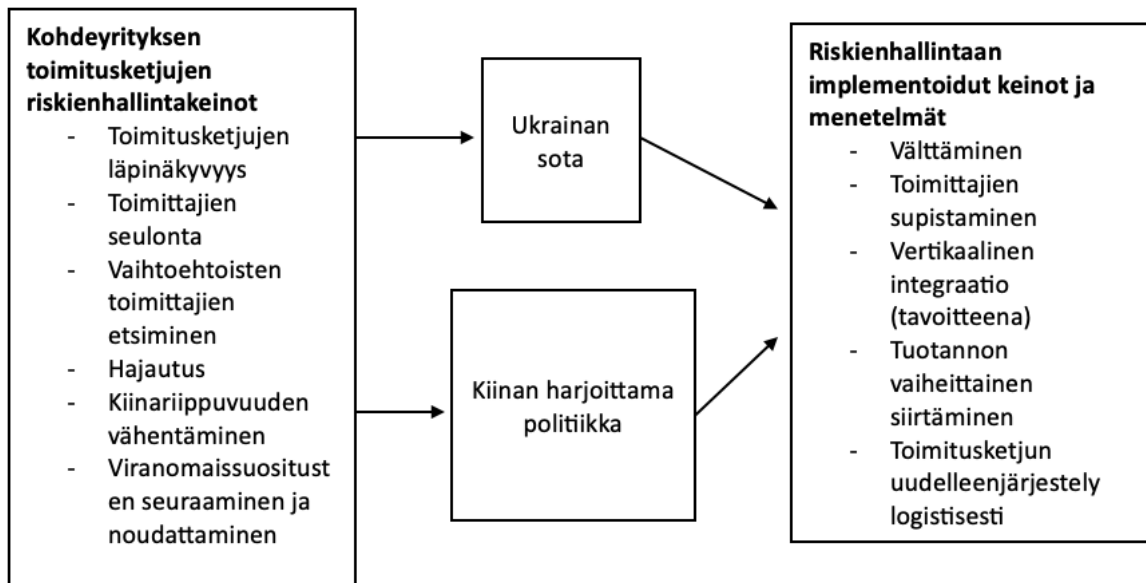 Kohdeyrityksen
toimitusketjujen
riskienhallintakeinot
- Toimitusketjujen
läpinäkyvyys
- Toimittajien
seulonta
- Vaihtoehtoisten
toimittajien
etsiminen
- Hajautus
- Kiinariippuvuuden
vähentäminen
- Viranomaissuositust
en seuraaminen ja
noudattaminen
Ukrainan
sota
Kiinan harjoittama
politiikka
Riskienhallintaan
implementoidut keinot ja
menetelmät
- Välttäminen
- Toimittajien
supistaminen
- Vertikaalinen
integraatio
(tavoitteena)
- Tuotannon
vaiheittainen
siirtäminen
- Toimitusketjun
uudelleenjärjestely
logistisesti